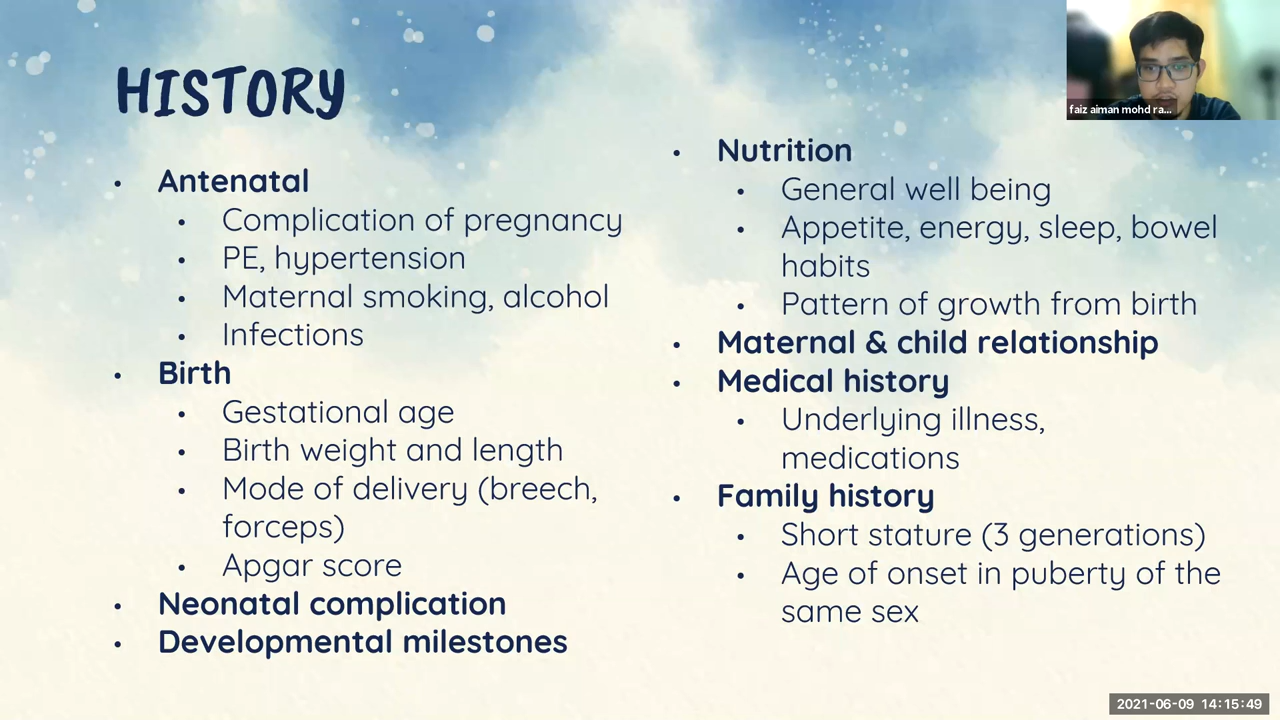 HISTORY
Antenatal
Complication of pregnancy
PE, hypertension
Maternal smoking, alcohol
Infections
Birth
Gestational age
Birth weight and length
Mode of delivery (breech,
forceps)
Apgar score
Neonatal complication
Developmental milestones
Nutrition
General well being
Appetite, energy, sleep, bowel
habits
Pattern of growth from birth
Maternal & child relationship
Medical history
Underlying illness,
medications
Family history
Short stature (3 generations)
Age of onset in puberty of the
same sex
faiz aiman mohd ra...
2021-06-09 14:15:49